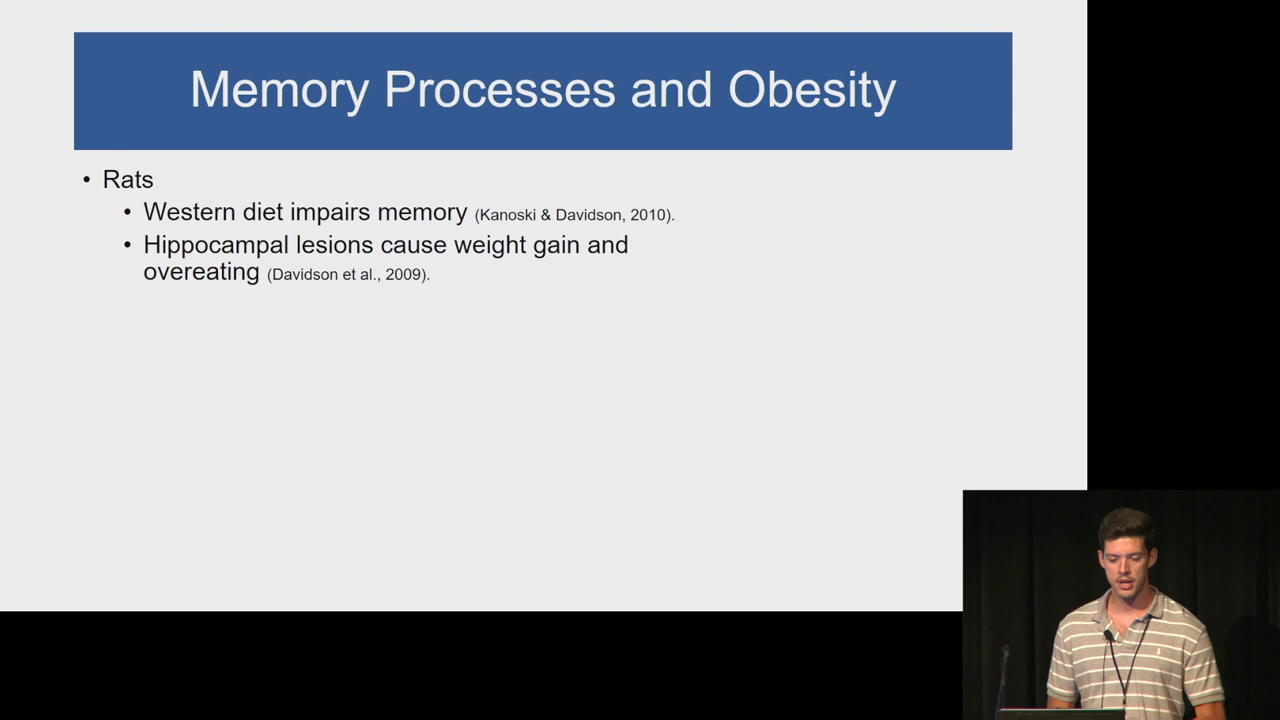 Memory Processes and Obesity
• Rats
• Western diet impairs memory (Kanoski & Davidson, 2010).
• Hippocampal lesions cause weight gain and
overeating (Davidson et al., 2009).